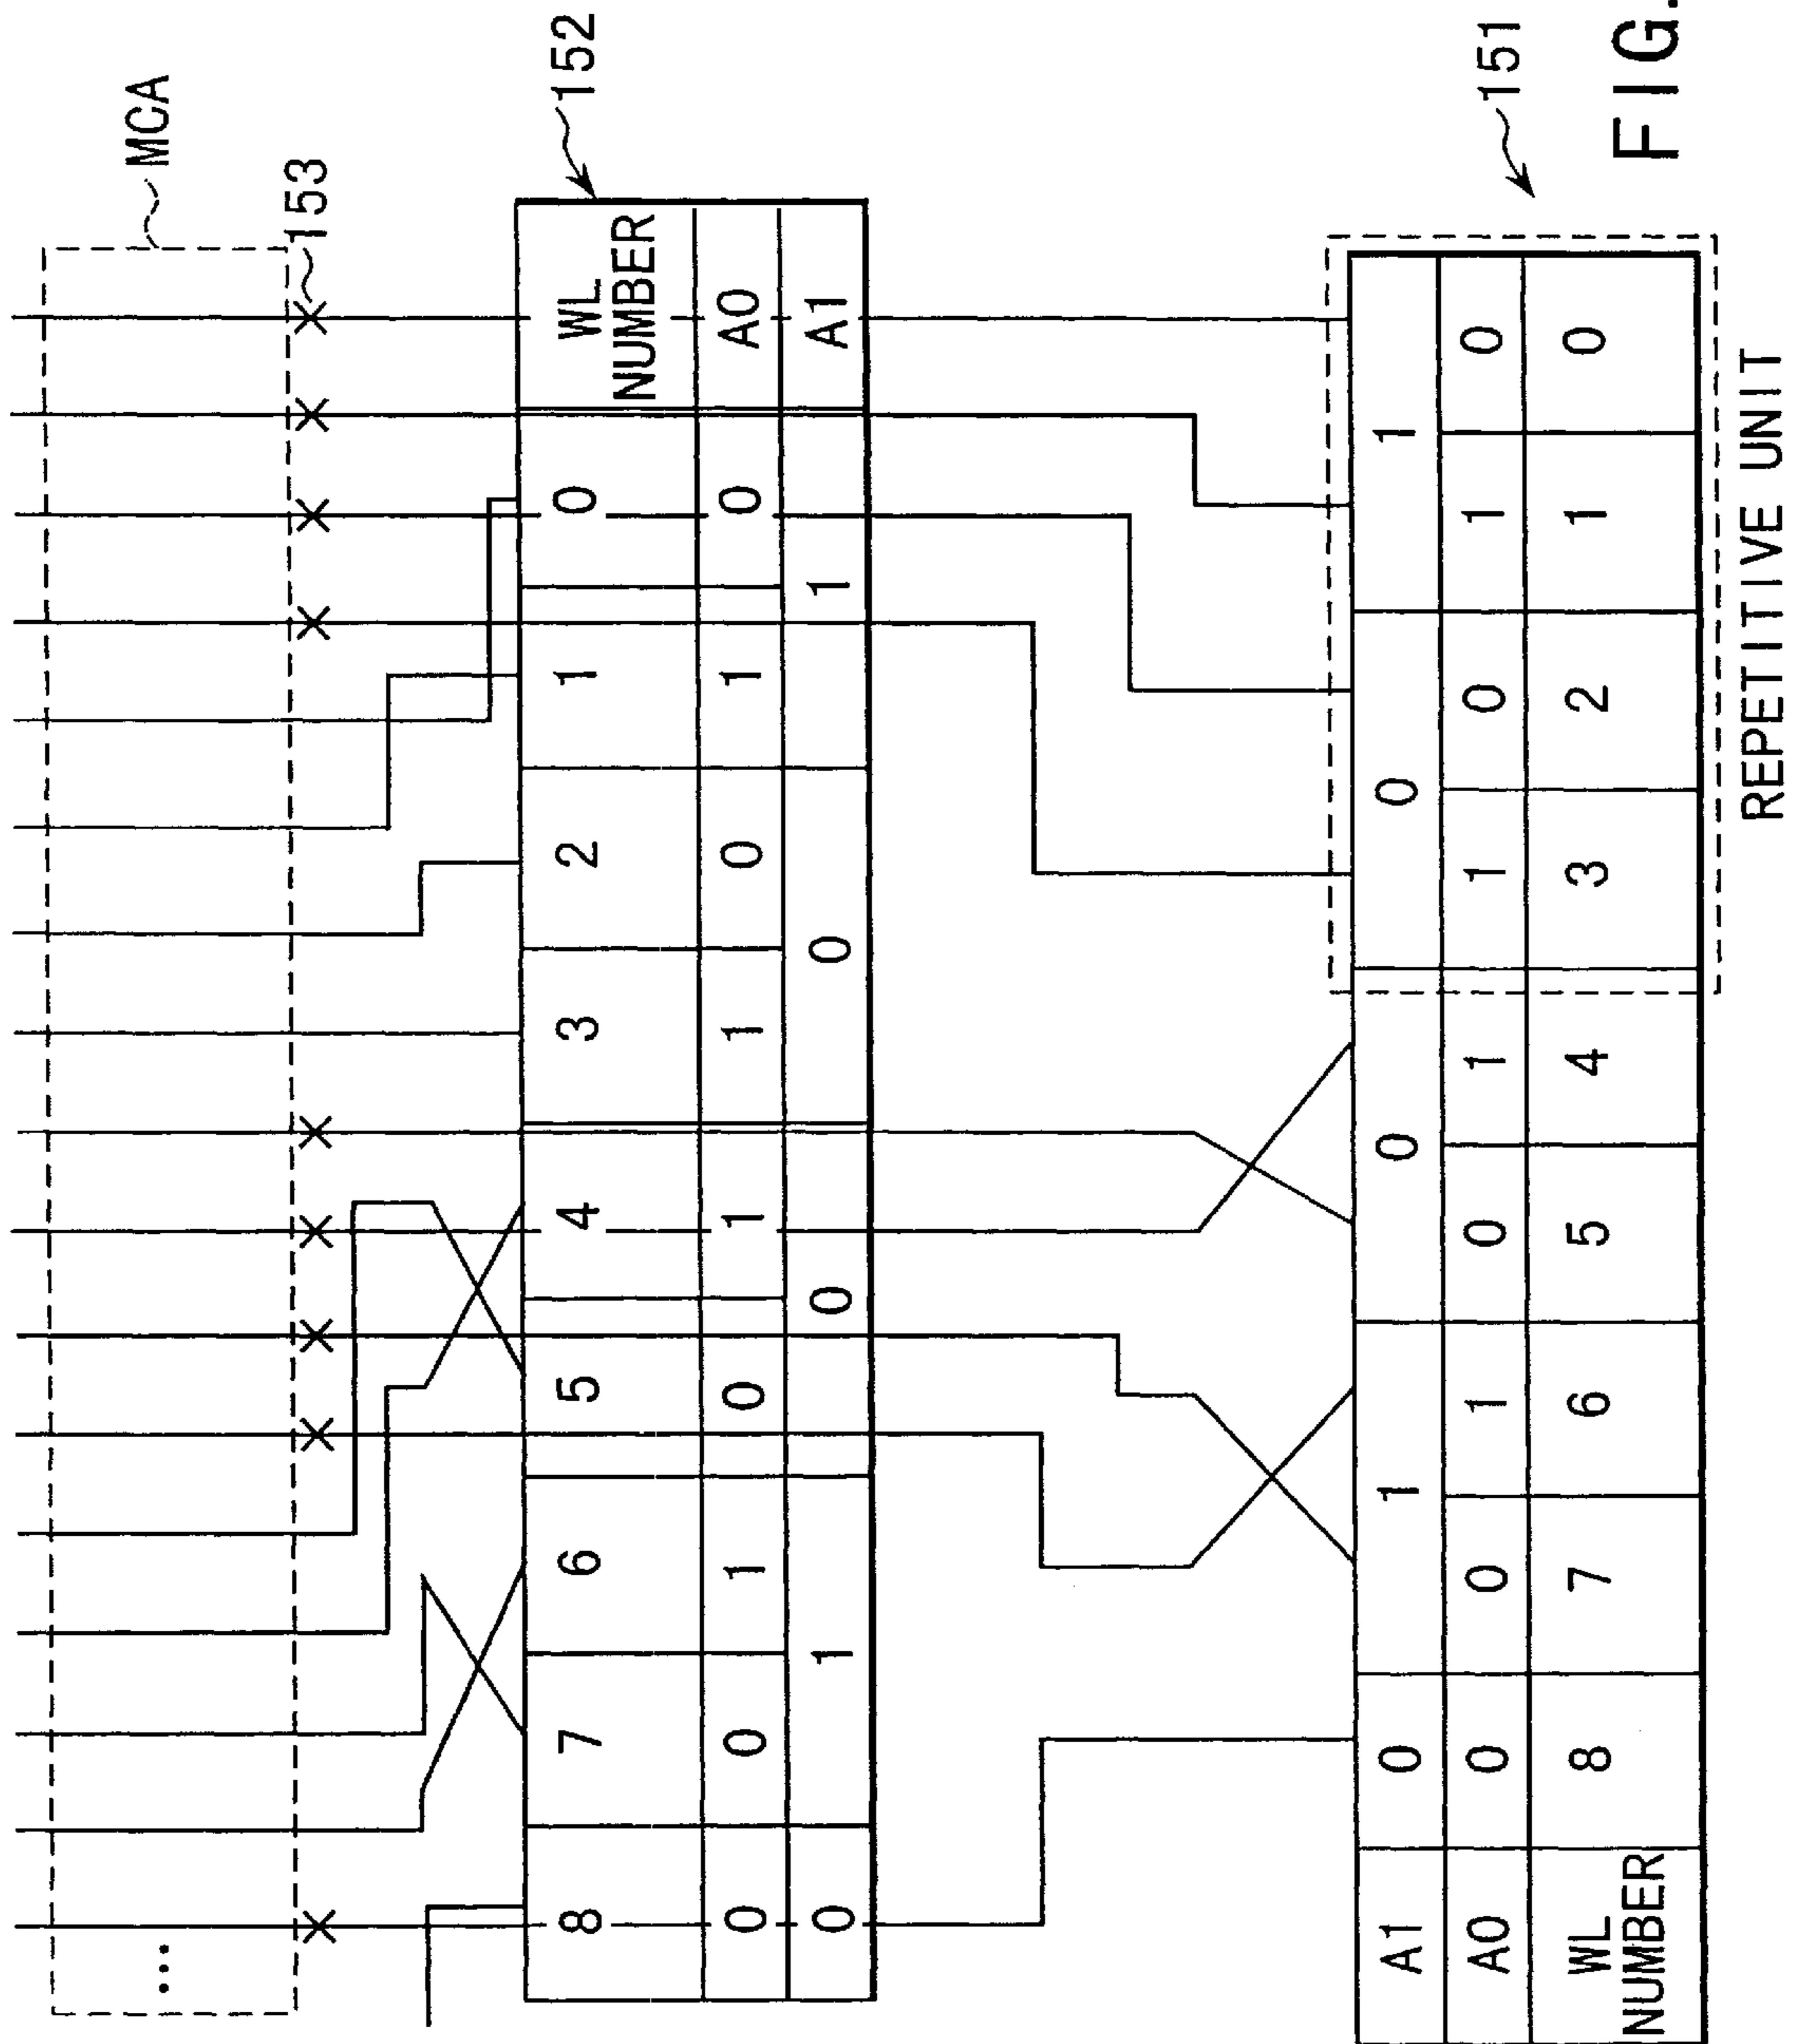 MCA
153
152
WL NUMBER
8 7 6 5 4 3 2 1 0 WL NUMBER
0 0 1 0 1 1 0 1 0 A0
0 1 0 0 1 A1
151
A1 0 1 0 0 1
A0 0 0 1 0 1 1 0 1 0
WL NUMBER 8 7 6 5 4 3 2 1 0
REPETITIVE UNIT
FIG.
...